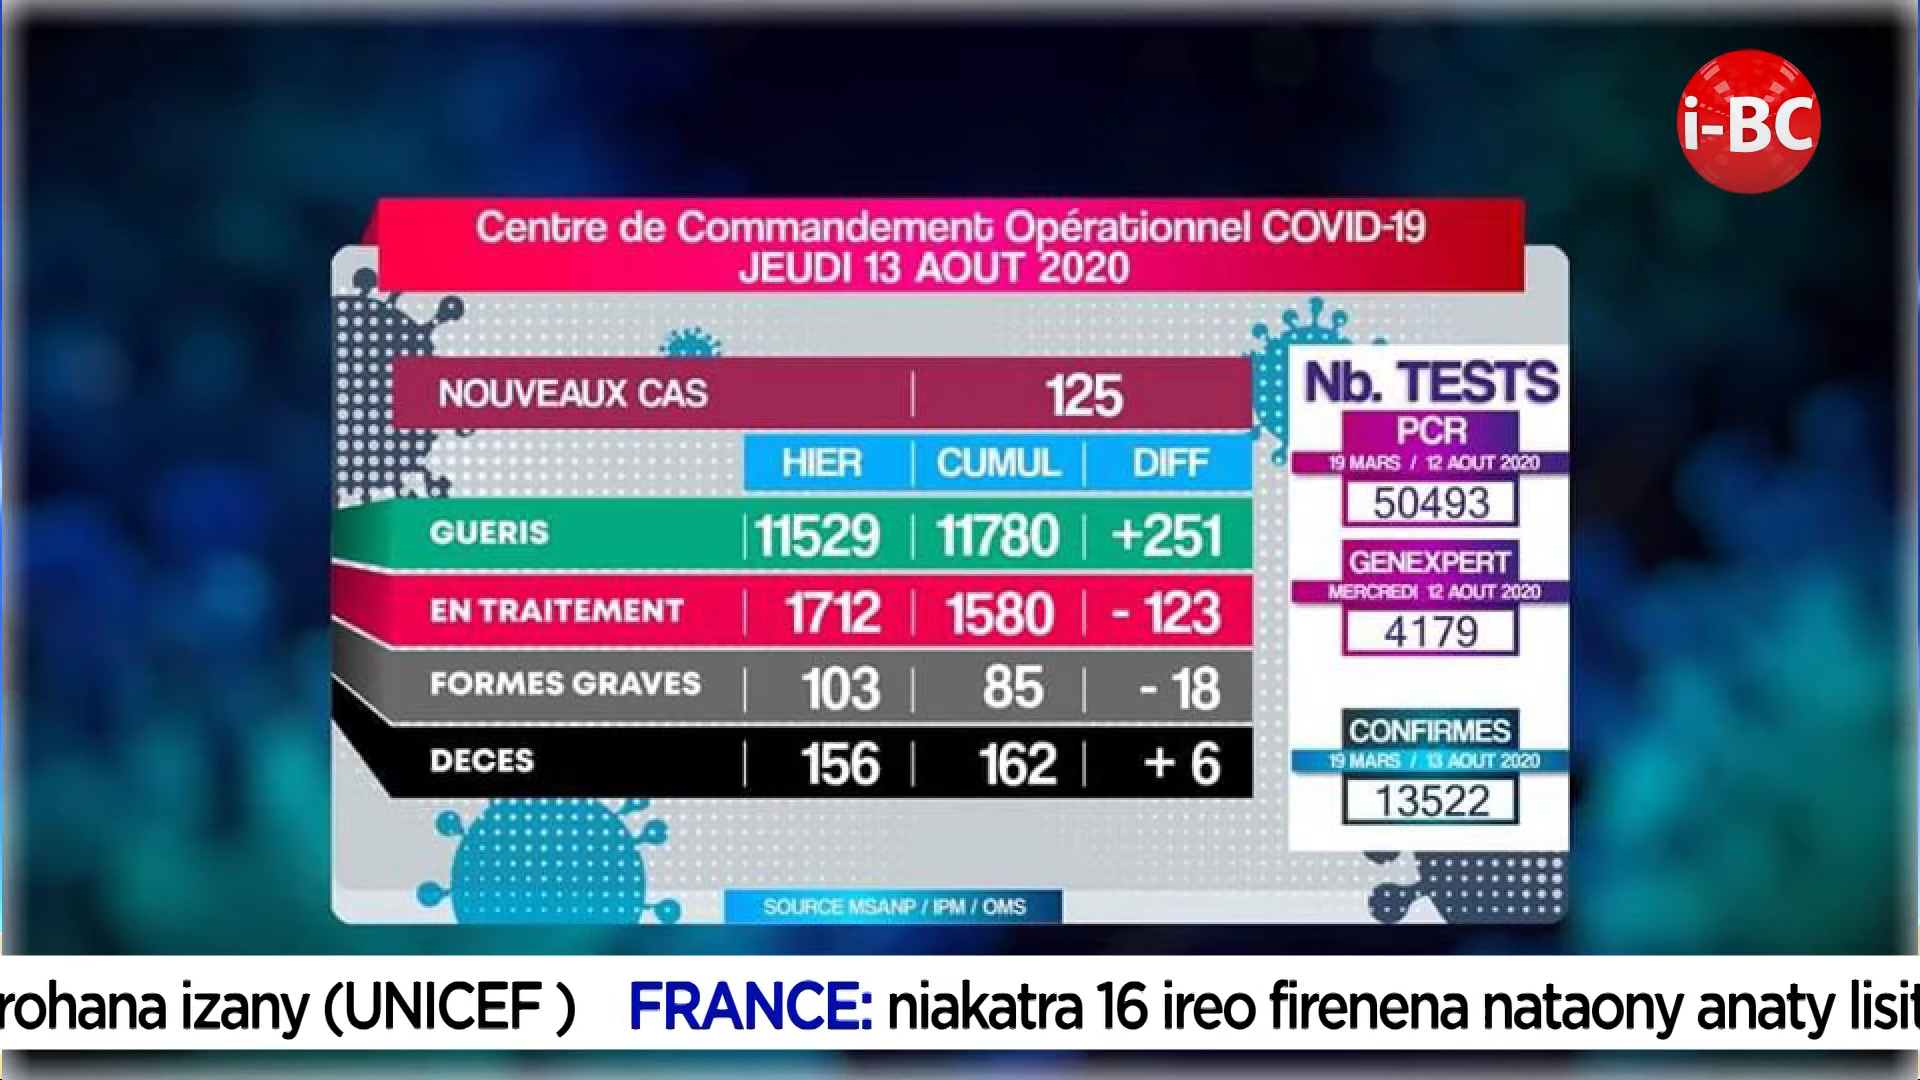 i-BC
Centre de Commandement Opérationnel COVID-19
JEUDI 13 AOUT 2020
NOUVEAUX CAS 125
HIER CUMUL DIFF
GUERIS 11529 11780 +251
EN TRAITEMENT 1712 1580 - 123
FORMES GRAVES 103 85 - 18
DECES 156 162 + 6
Nb. TESTS
PCR
19 MARS / 12 AOUT 2020
50493
GENEXPERT
MERCREDI 12 AOUT 2020
4179
CONFIRMES
19 MARS / 13 AOUT 2020
13522
SOURCE MSANP / IPM / OMS
rohana izany (UNICEF ) FRANCE: niakatra 16 ireo firenena nataony anaty lisit